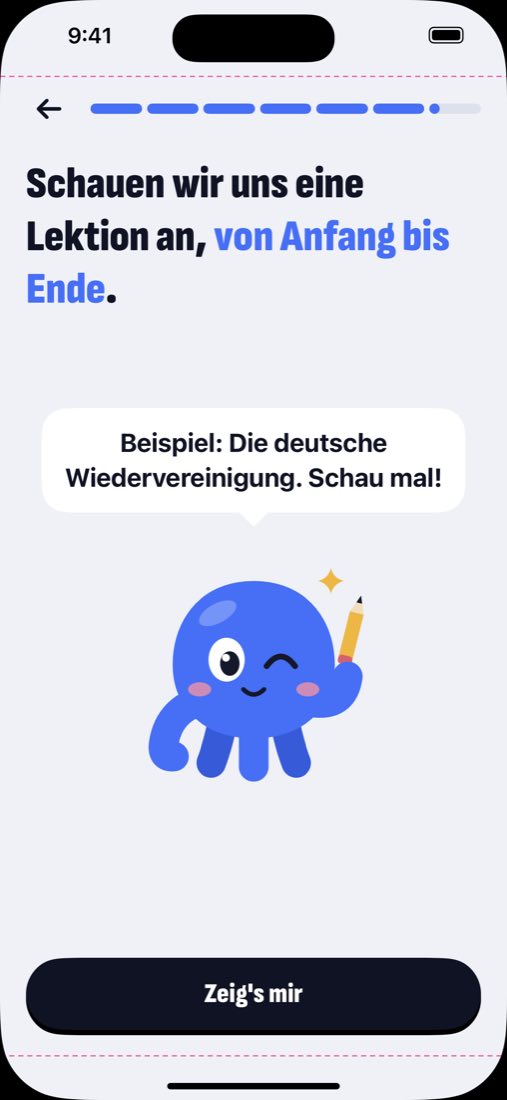 9:41
Schauen wir uns eine
Lektion an, von Anfang bis
Ende.
Beispiel: Die deutsche
Wiedervereinigung. Schau mal!
Zeig's mir